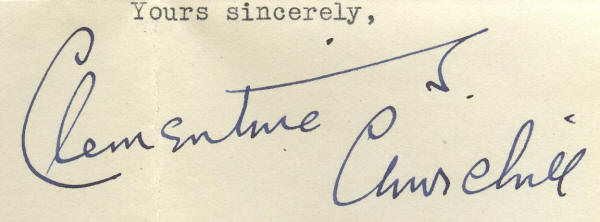 Yours sincerely,
Clementine S.
Churchill